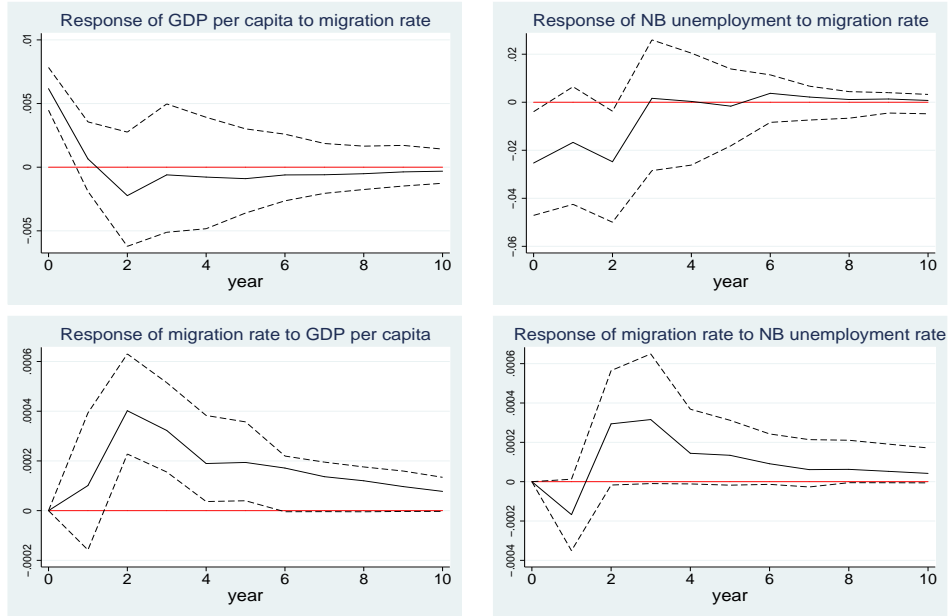 Response of GDP per capita to migration rate
.01
.005
0
-.005
0 2 4 6 8 10
year
Response of NB unemployment to migration rate
.02
0
-.02
-.04
-.06
0 2 4 6 8 10
year
Response of migration rate to GDP per capita
.0006
.0004
.0002
0
-.0002
0 2 4 6 8 10
year
Response of migration rate to NB unemployment rate
.0006
.0004
.0002
0
-.0002
-.0004
0 2 4 6 8 10
year